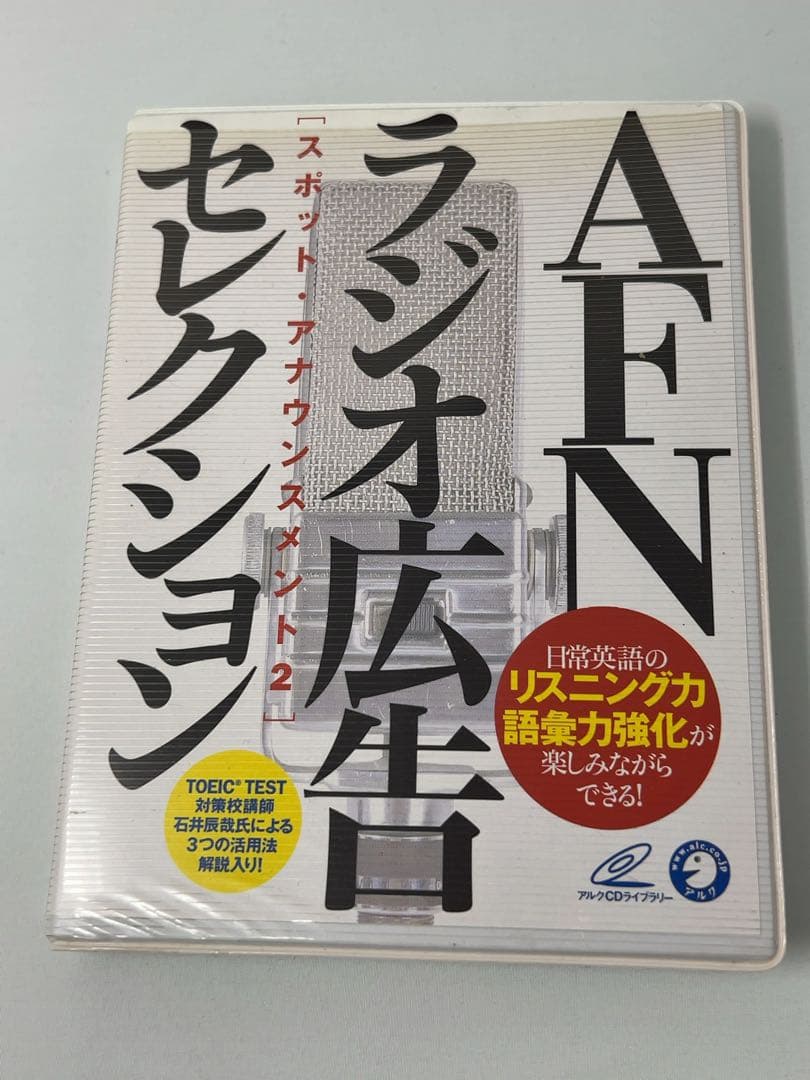 AFN
ラジオ広告
[スポット・アナウンスメント2]
セレクション
日常英語の
リスニング力
語彙力強化が
楽しみながら
できる!
TOEIC® TEST
対策校講師
石井辰哉氏による
3つの活用法
解説入り!
アルクCDライブラリー
www.alc.co.jp
アルク